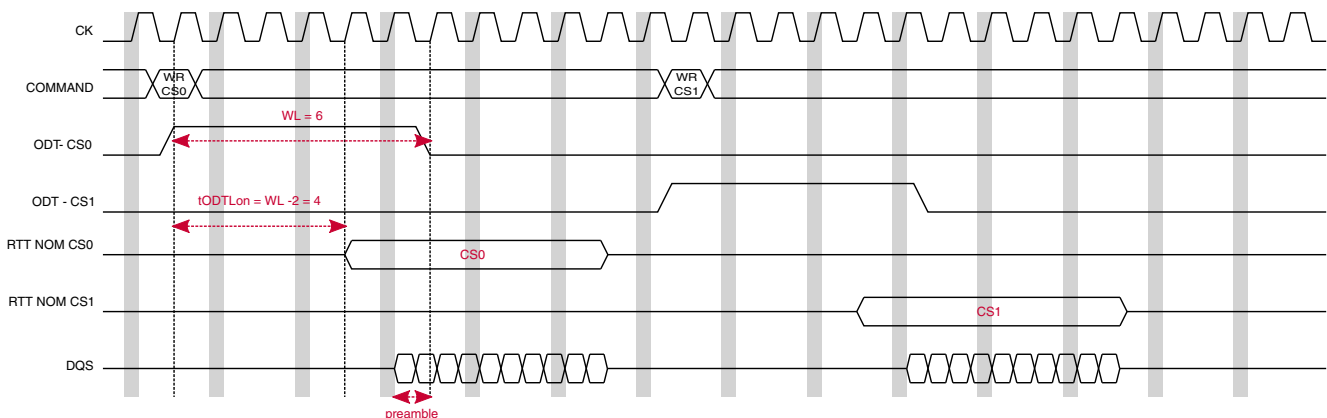 CK
COMMAND
WR
CS0
WR
CS1
WL = 6
ODT- CS0
ODT - CS1
tODTLon = WL -2 = 4
RTT NOM CS0
CS0
RTT NOM CS1
CS1
DQS
preamble